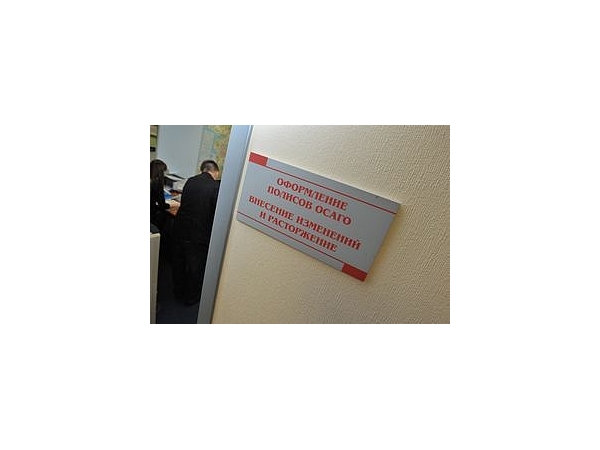 ОФОРМЛЕНИЕ
ПОЛИСОВ ОСАГО
ВНЕСЕНИЕ ИЗМЕНЕНИЙ
И РАСТОРЖЕНИЕ